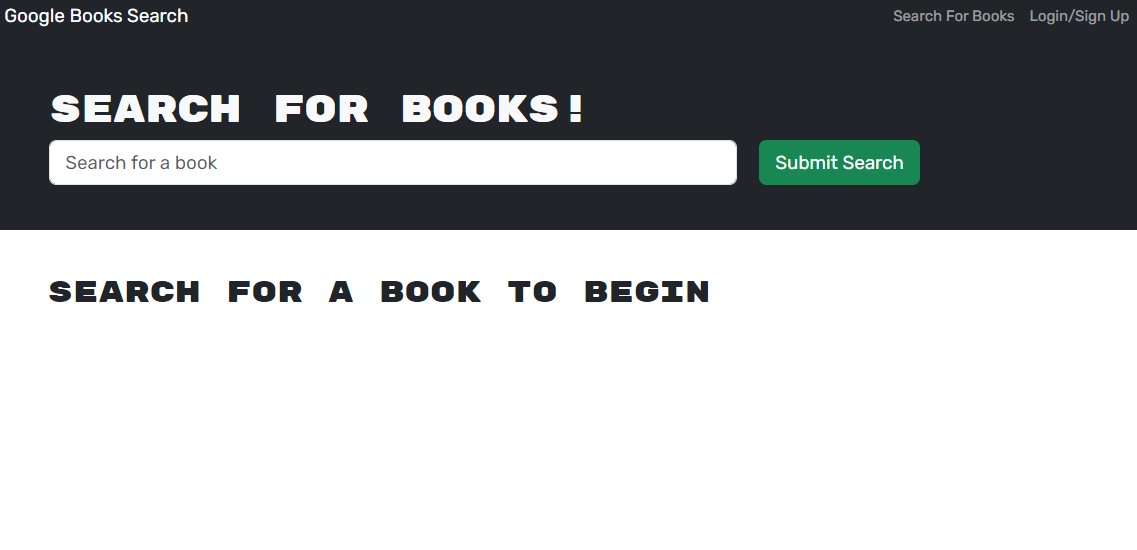 Google Books Search
Search For Books
Login/Sign Up
SEARCH FOR BOOKS!
Search for a book
Submit Search
SEARCH FOR A BOOK TO BEGIN